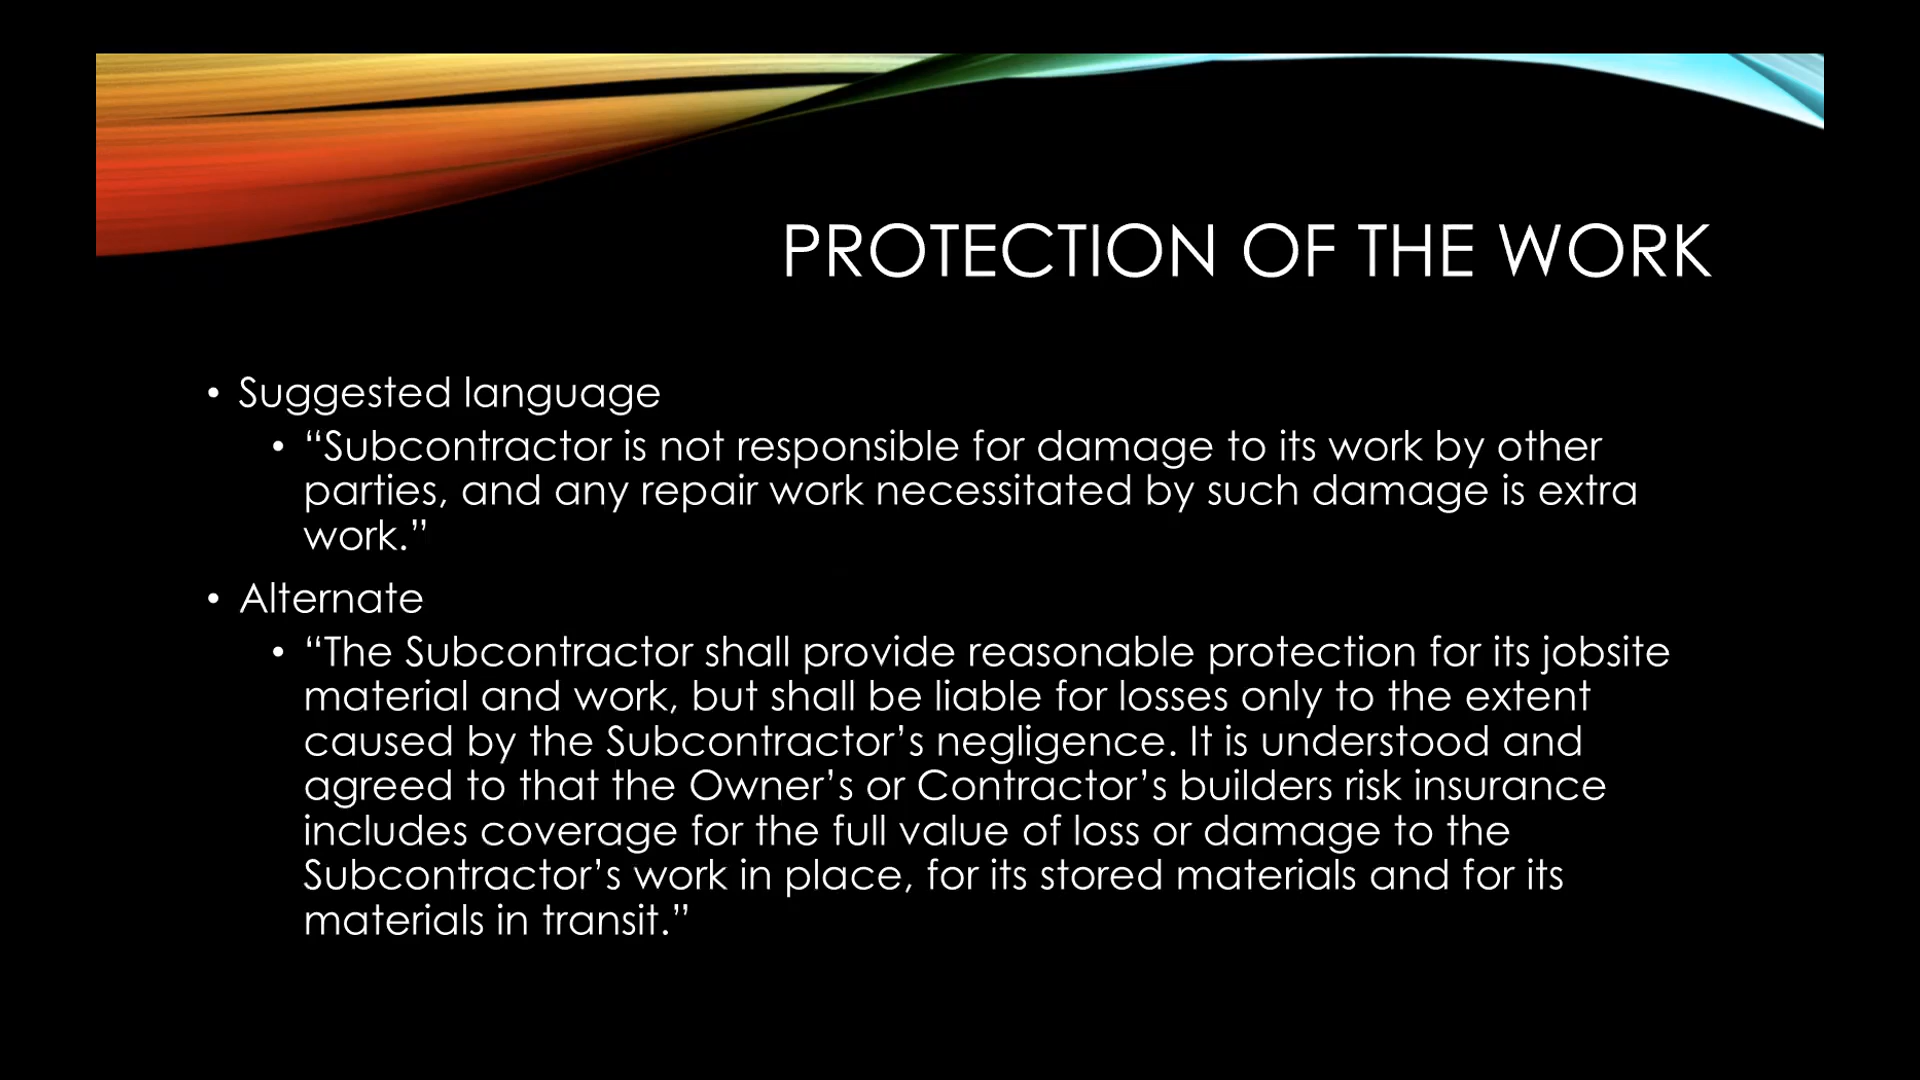 PROTECTION OF THE WORK
• Suggested language
• “Subcontractor is not responsible for damage to its work by other
parties, and any repair work necessitated by such damage is extra
work.”
• Alternate
• “The Subcontractor shall provide reasonable protection for its jobsite
material and work, but shall be liable for losses only to the extent
caused by the Subcontractor’s negligence. It is understood and
agreed to that the Owner’s or Contractor’s builders risk insurance
includes coverage for the full value of loss or damage to the
Subcontractor’s work in place, for its stored materials and for its
materials in transit.”